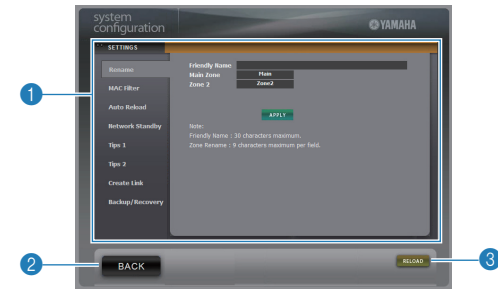 system
configuration
YAMAHA
SETTINGS
Rename
MAC Filter
Auto Reload
Network Standby
Tips 1
Tips 2
Create Link
Backup/Recovery
Friendly Name
Main Zone Main
Zone 2 Zone2
APPLY
Note:
Friendly Name : 30 characters maximum.
Zone Rename : 9 characters maximum per field.
1
2
BACK
RELOAD
3